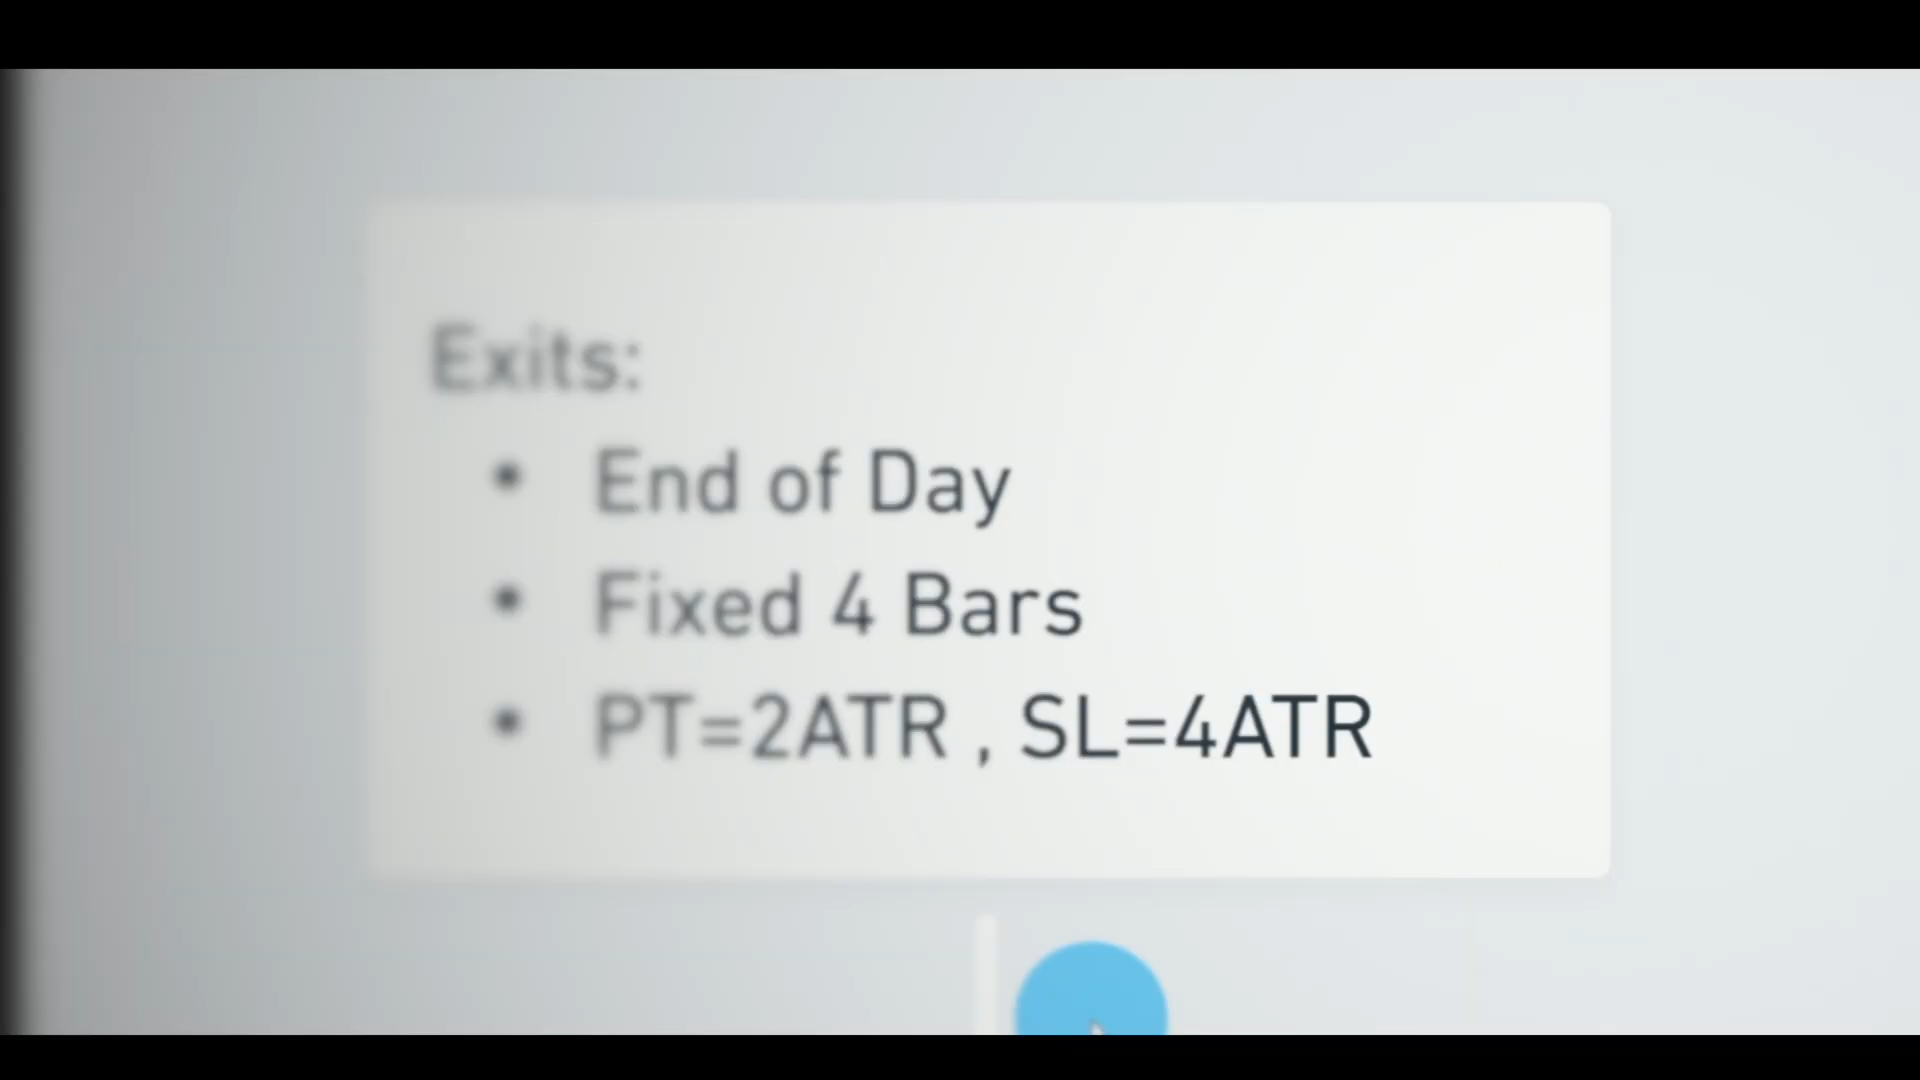 Exits:
• End of Day
• Fixed 4 Bars
• PT=2ATR , SL=4ATR